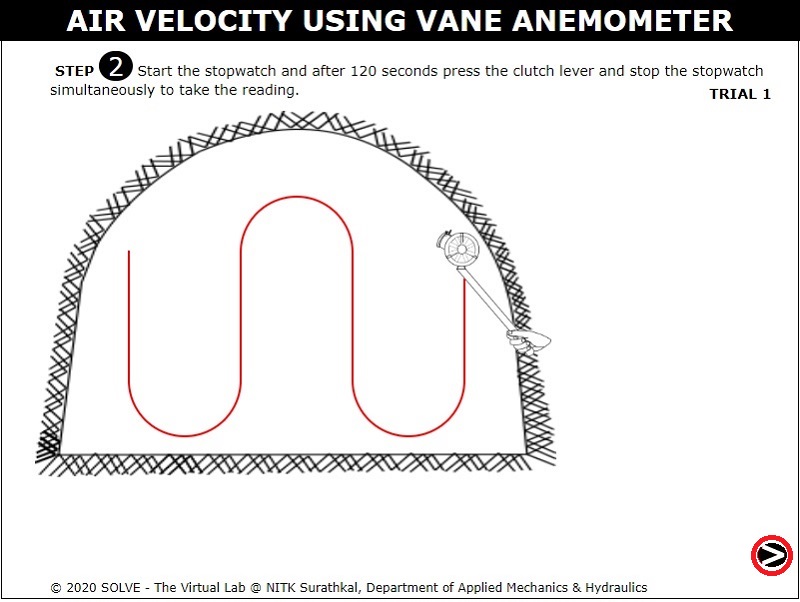 AIR VELOCITY USING VANE ANEMOMETER
STEP 2 Start the stopwatch and after 120 seconds press the clutch lever and stop the stopwatch
simultaneously to take the reading.
TRIAL 1
© 2020 SOLVE - The Virtual Lab @ NITK Surathkal, Department of Applied Mechanics & Hydraulics